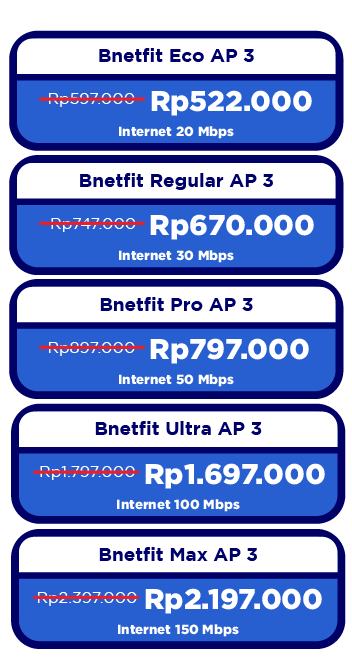 Bnetfit Eco AP 3
Rp597.000 Rp522.000
Internet 20 Mbps
Bnetfit Regular AP 3
Rp747.000 Rp670.000
Internet 30 Mbps
Bnetfit Pro AP 3
Rp897.000 Rp797.000
Internet 50 Mbps
Bnetfit Ultra AP 3
Rp1.797.000 Rp1.697.000
Internet 100 Mbps
Bnetfit Max AP 3
Rp2.397.000 Rp2.197.000
Internet 150 Mbps